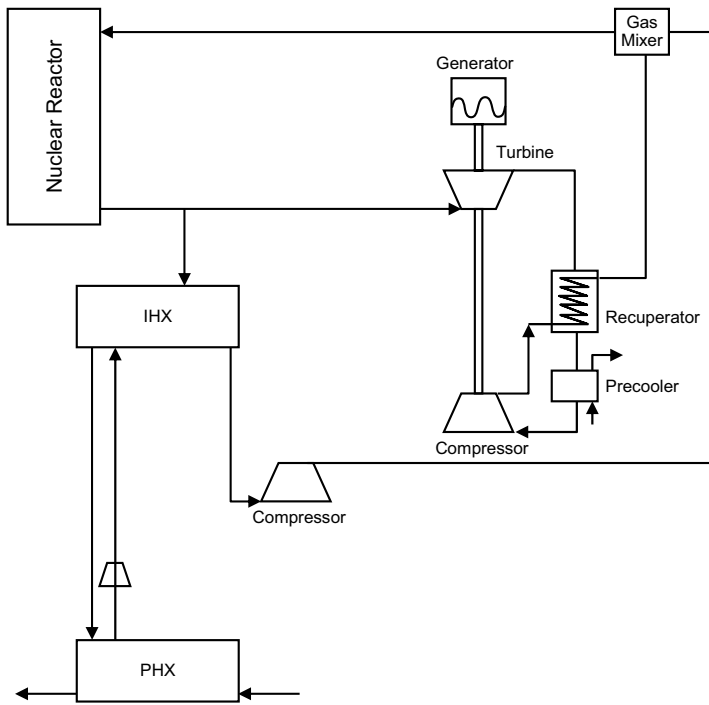 Gas
Mixer
Nuclear Reactor
Generator
Turbine
IHX
Recuperator
Precooler
Compressor
Compressor
PHX